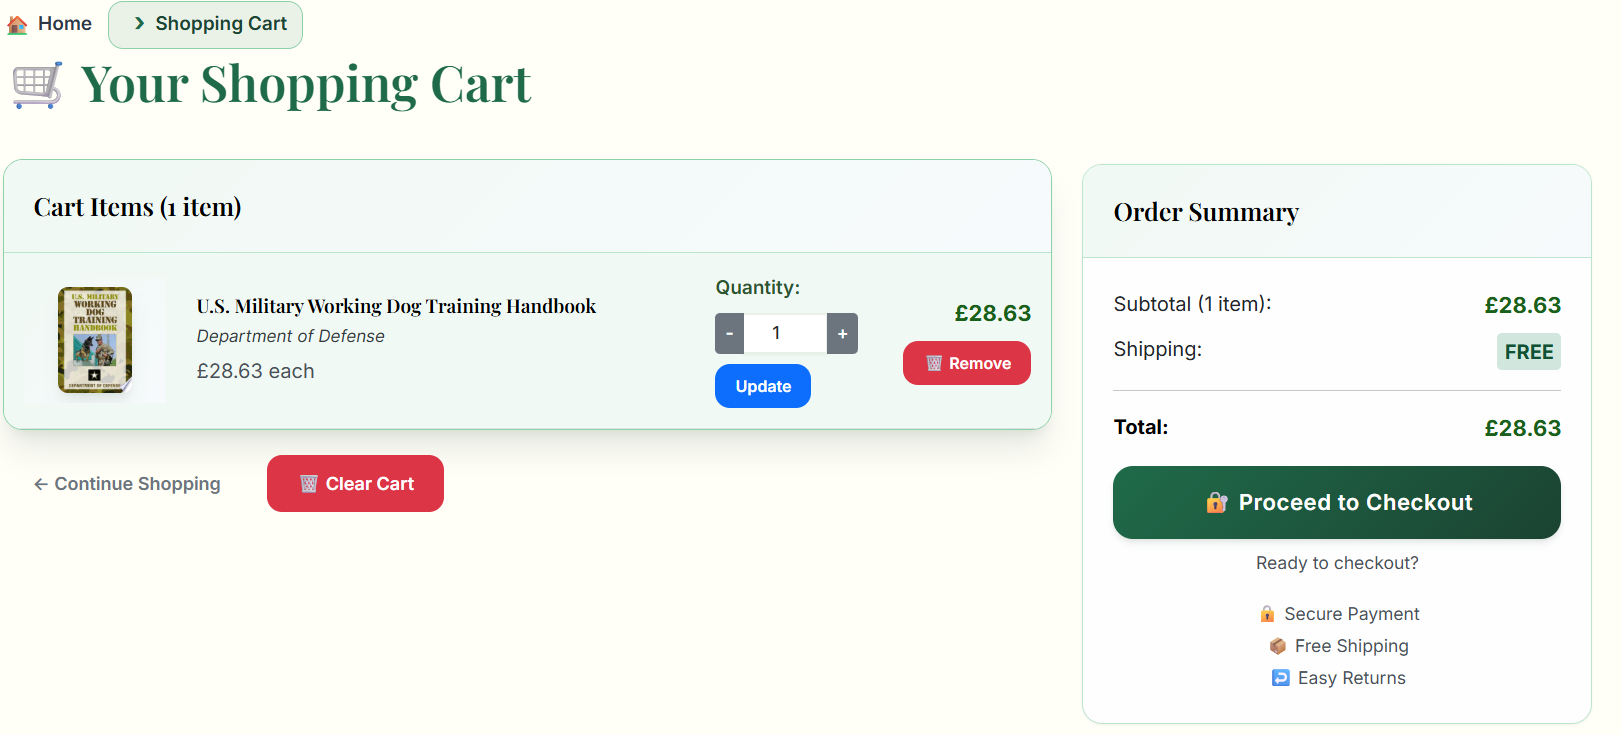 Home
› Shopping Cart
Your Shopping Cart
Cart Items (1 item)
U.S. MILITARY
WORKING
DOG
TRAINING
HANDBOOK
DEPARTMENT OF DEFENSE
U.S. Military Working Dog Training Handbook
Department of Defense
£28.63 each
Quantity:
- 1 +
Update
£28.63
Remove
← Continue Shopping
Clear Cart
Order Summary
Subtotal (1 item): £28.63
Shipping: FREE
Total: £28.63
Proceed to Checkout
Ready to checkout?
Secure Payment
Free Shipping
Easy Returns